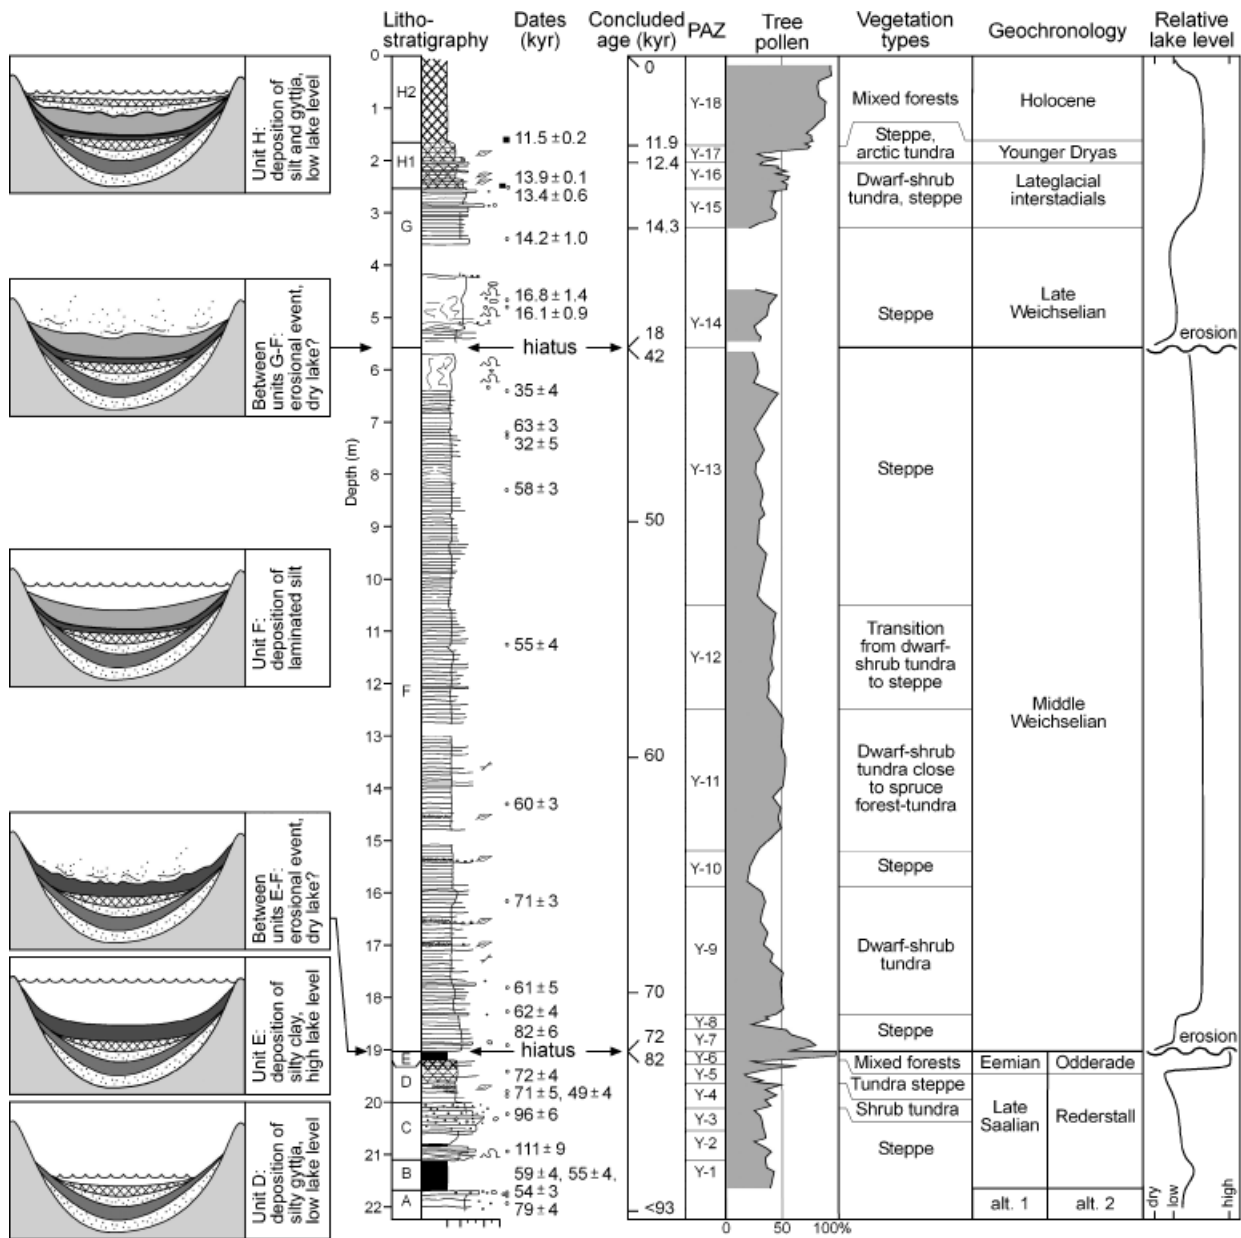 Litho-
stratigraphy
Dates
(kyr)
Concluded
age (kyr)
PAZ
Tree
pollen
Vegetation
types
Geochronology
Relative
lake level
Unit H:
deposition of
silt and gyttja,
low lake level
Between
units G-F:
erosional event,
dry lake?
Unit F:
deposition of
laminated silt
Between
units E-F:
erosional event,
dry lake?
Unit E:
deposition of
silty clay,
high lake level
Unit D:
deposition of
silty gyttja,
low lake level
Depth (m)
0
1
2
3
4
5
6
7
8
9
10
11
12
13
14
15
16
17
18
19
20
21
22
H2
H1
G
F
E
D
C
B
A
11.5 ± 0.2
13.9 ± 0.1
13.4 ± 0.6
14.2 ± 1.0
16.8 ± 1.4
16.1 ± 0.9
hiatus
35 ± 4
63 ± 3
32 ± 5
58 ± 3
55 ± 4
60 ± 3
71 ± 3
61 ± 5
62 ± 4
82 ± 6
hiatus
72 ± 4
71 ± 5, 49 ± 4
96 ± 6
111 ± 9
59 ± 4, 55 ± 4,
54 ± 3
79 ± 4
0
11.9
12.4
14.3
18
42
50
60
70
72
82
<93
Y-18
Y-17
Y-16
Y-15
Y-14
Y-13
Y-12
Y-11
Y-10
Y-9
Y-8
Y-7
Y-6
Y-5
Y-4
Y-3
Y-2
Y-1
0 50 100%
Mixed forests
Steppe,
arctic tundra
Dwarf-shrub
tundra, steppe
Steppe
Steppe
Transition
from dwarf-
shrub tundra
to steppe
Dwarf-shrub
tundra close
to spruce
forest-tundra
Steppe
Dwarf-shrub
tundra
Steppe
Mixed forests
Tundra steppe
Shrub tundra
Steppe
Holocene
Younger Dryas
Lateglacial
interstadials
Late
Weichselian
Middle
Weichselian
Eemian
Odderade
Late
Saalian
Rederstall
alt. 1
alt. 2
erosion
erosion
dry
low
high